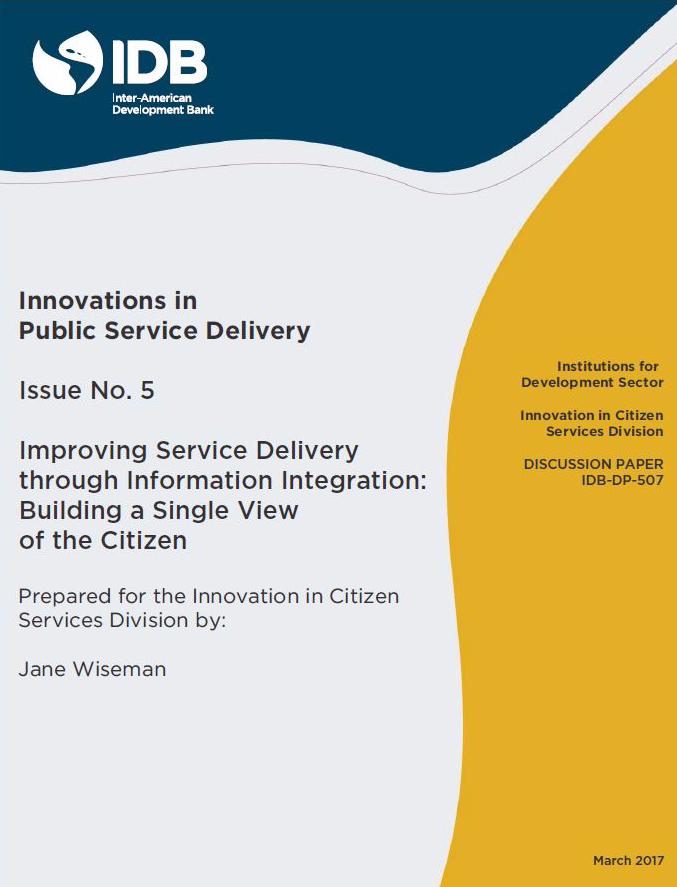 IDB
Inter-American
Development Bank
Innovations in
Public Service Delivery
Issue No. 5
Improving Service Delivery
through Information Integration:
Building a Single View
of the Citizen
Prepared for the Innovation in Citizen
Services Division by:
Jane Wiseman
Institutions for
Development Sector
Innovation in Citizen
Services Division
DISCUSSION PAPER
IDB-DP-507
March 2017